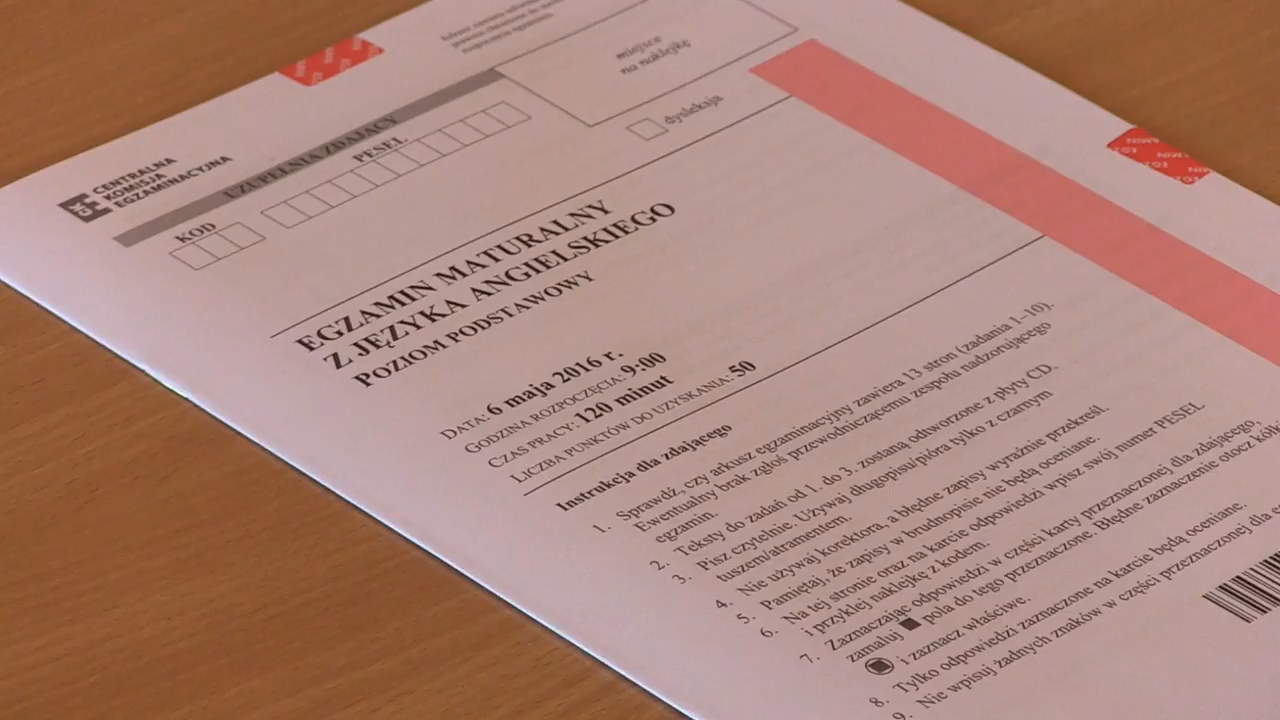 miejsce
na naklejkę
CENTRALNA
KOMISJA
EGZAMINACYJNA
UZUPEŁNIA ZDAJĄCY
KOD
PESEL
dysleksja
EGZAMIN MATURALNY
Z JĘZYKA ANGIELSKIEGO
POZIOM PODSTAWOWY
DATA: 6 maja 2016 r.
GODZINA ROZPOCZĘCIA: 9:00
CZAS PRACY: 120 minut
LICZBA PUNKTÓW DO UZYSKANIA: 50
Instrukcja dla zdającego
1. Sprawdź, czy arkusz egzaminacyjny zawiera 13 stron (zadania 1–10).
Ewentualny brak zgłoś przewodniczącemu zespołu nadzorującego
egzamin.
2. Teksty do zadań od 1. do 3. zostaną odtworzone z płyty CD.
3. Pisz czytelnie. Używaj długopisu/pióra tylko z czarnym
tuszem/atramentem.
4. Nie używaj korektora, a błędne zapisy wyraźnie przekreśl.
5. Pamiętaj, że zapisy w brudnopisie nie będą oceniane.
6. Na tej stronie oraz na karcie odpowiedzi wpisz swój numer PESEL
i przyklej naklejkę z kodem.
7. Zaznaczając odpowiedzi w części karty przeznaczonej dla zdającego,
zamaluj ■ pola do tego przeznaczone. Błędne zaznaczenie otocz
i zaznacz właściwe.
8. Tylko odpowiedzi zaznaczone na karcie będą oceniane.
9. Nie wpisuj żadnych znaków w części przeznaczonej dla